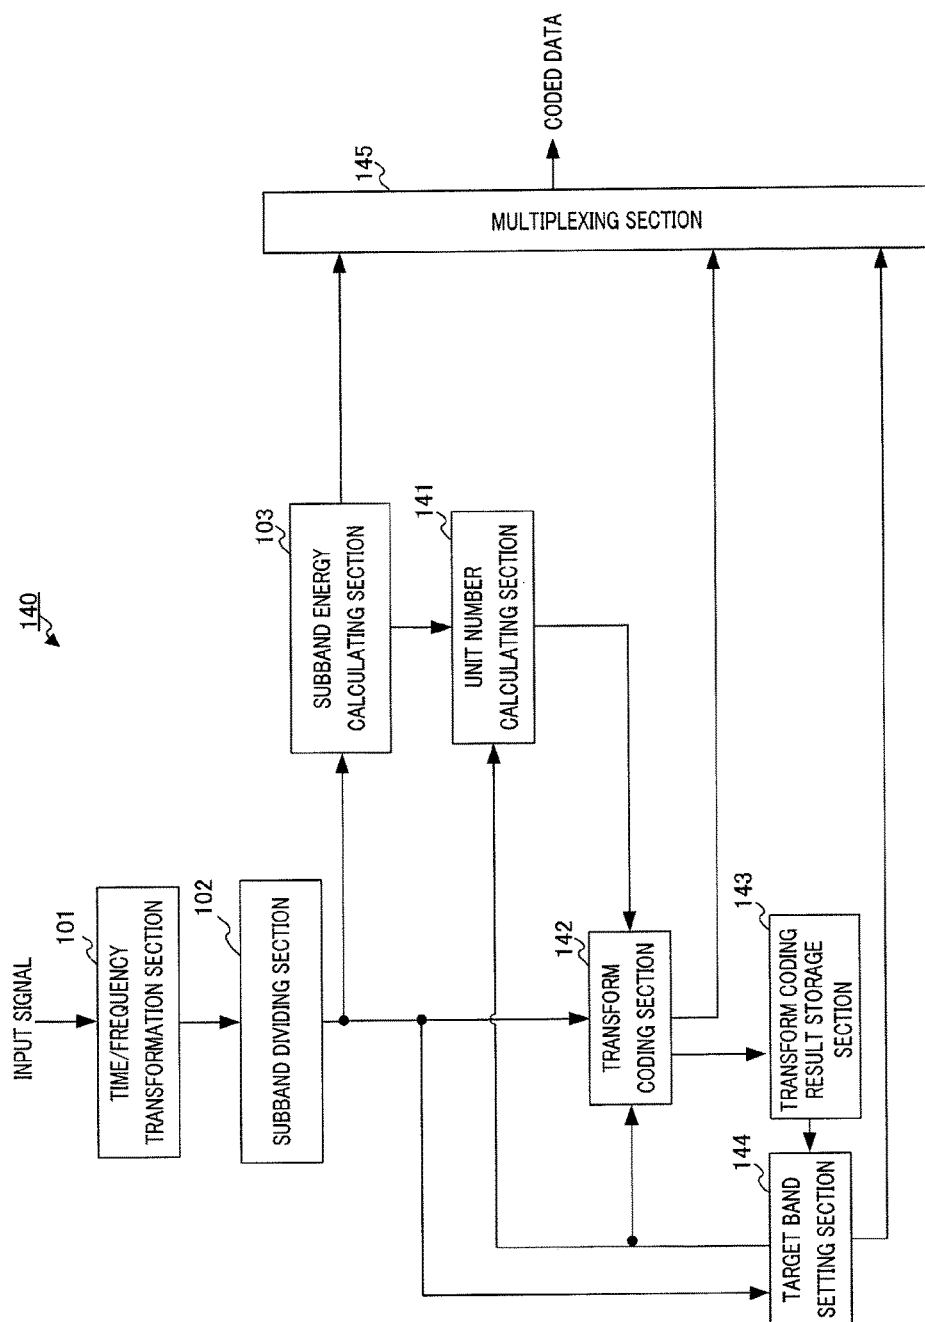 140
INPUT SIGNAL
101
TIME/FREQUENCY
TRANSFORMATION SECTION
102
SUBBAND DIVIDING SECTION
103
SUBBAND ENERGY
CALCULATING SECTION
141
UNIT NUMBER
CALCULATING SECTION
142
TRANSFORM
CODING SECTION
143
TRANSFORM CODING
RESULT STORAGE
SECTION
144
TARGET BAND
SETTING SECTION
145
MULTIPLEXING SECTION
CODED DATA